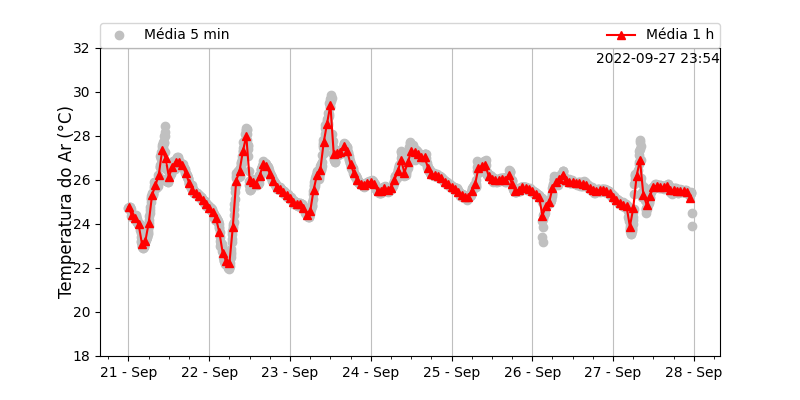 Média 5 min
Média 1 h
2022-09-27 23:54
Temperatura do Ar (°C)
32
30
28
26
24
22
20
18
21 - Sep
22 - Sep
23 - Sep
24 - Sep
25 - Sep
26 - Sep
27 - Sep
28 - Sep